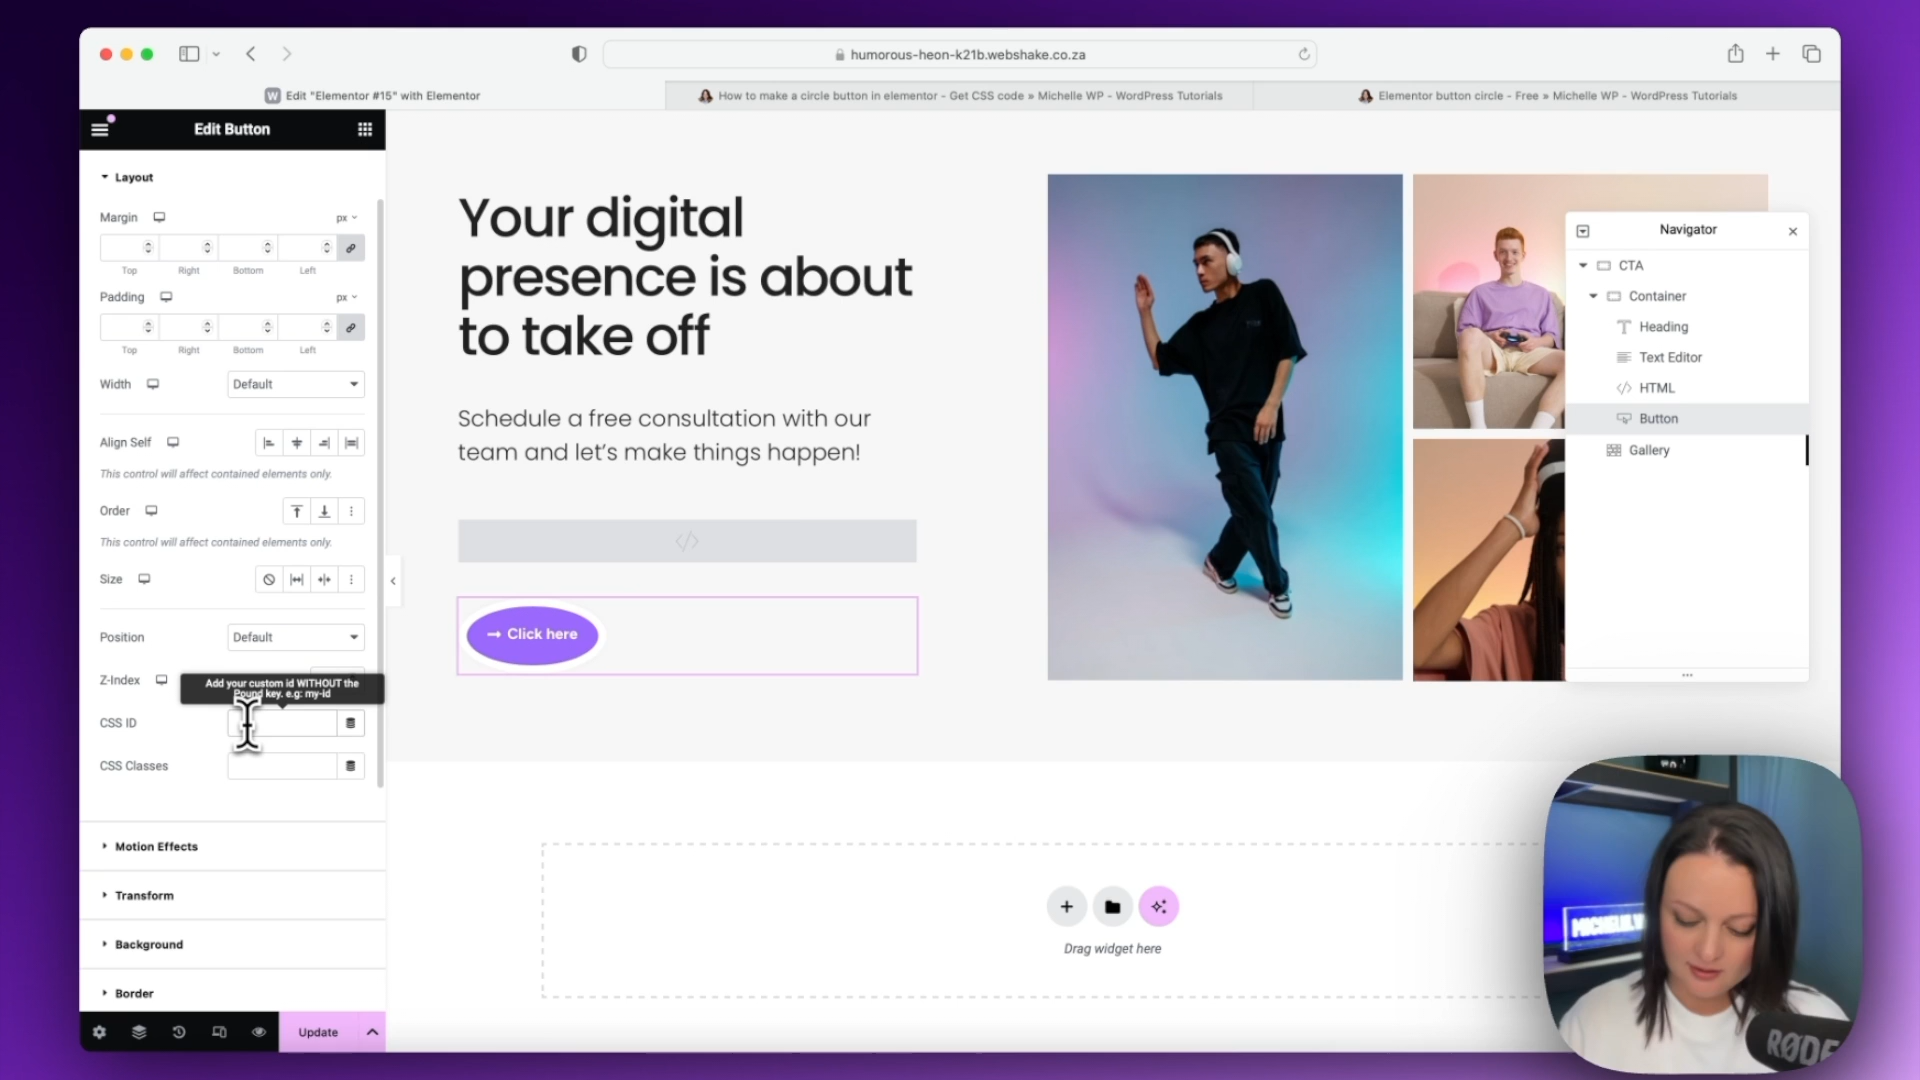 humorous-heon-k21b.webshake.co.za
W Edit "Elementor #15" with Elementor
How to make a circle button in elementor - Get CSS code » Michelle WP - WordPress Tutorials
Elementor button circle - Free » Michelle WP - WordPress Tutorials
Edit Button
Layout
Margin px
Top Right Bottom Left
Padding px
Top Right Bottom Left
Width Default
Align Self
This control will affect contained elements only.
Order
This control will affect contained elements only.
Size
Position Default
Z-Index
Add your custom id WITHOUT the
Pound key. e.g: my-id
CSS ID
CSS Classes
Motion Effects
Transform
Background
Border
Update
Your digital
presence is about
to take off
Schedule a free consultation with our
team and let's make things happen!
</>
→ Click here
Drag widget here
Navigator
CTA
Container
Heading
Text Editor
</> HTML
Button
Gallery
RØDE